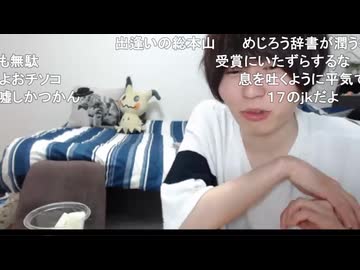 出逢いの総本山 めじろう辞書が潤う
も無駄 受賞にいたずらするな
よおチソコ 息を吐くように平気で
嘘しかつかん 17のjkだよ